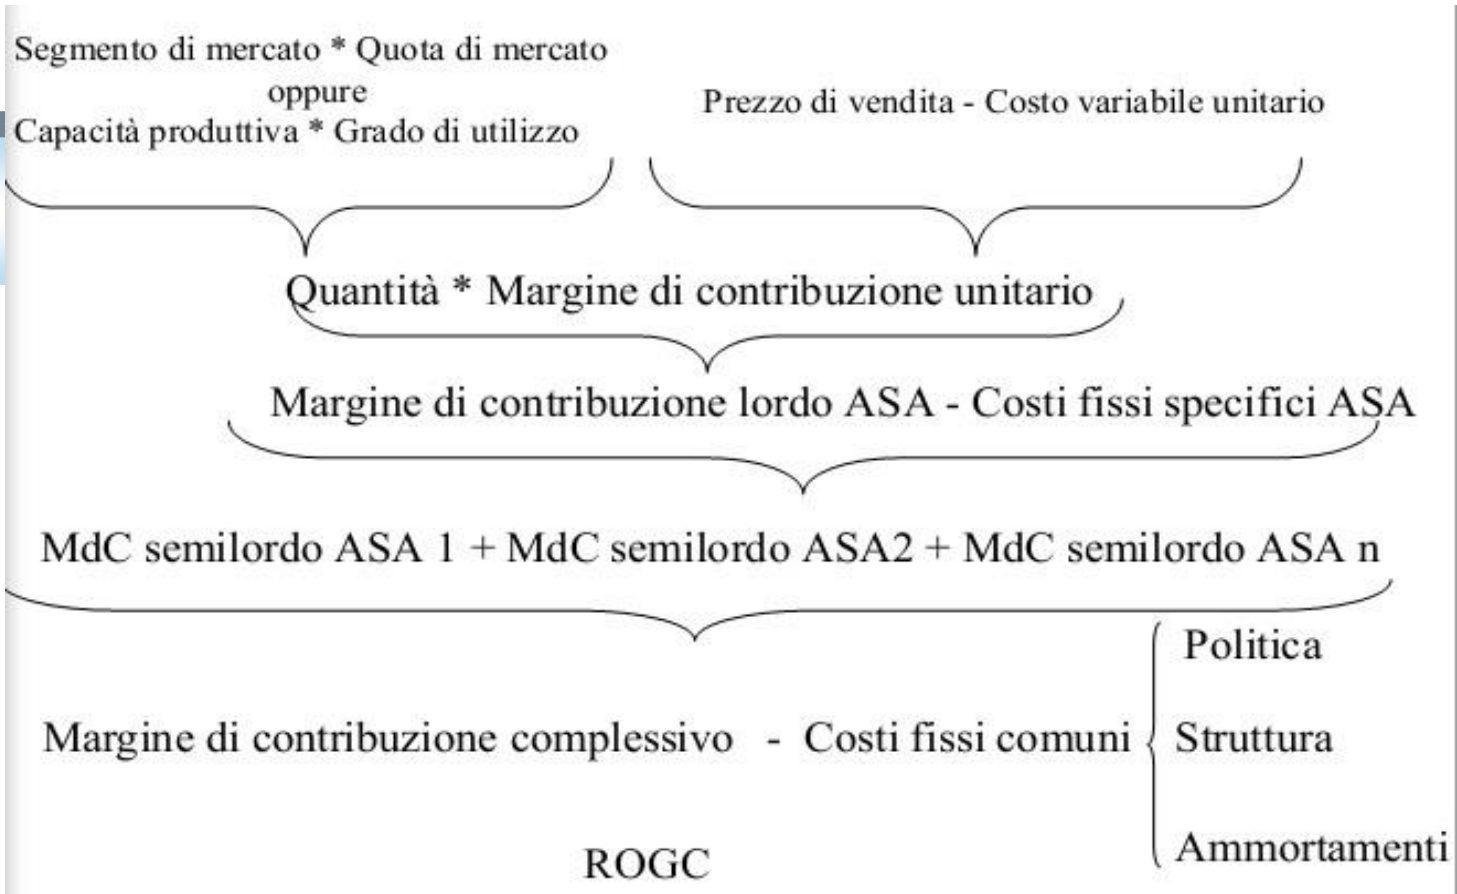 Segmento di mercato * Quota di mercato
oppure
Capacità produttiva * Grado di utilizzo
Prezzo di vendita - Costo variabile unitario
Quantità * Margine di contribuzione unitario
Margine di contribuzione lordo ASA - Costi fissi specifici ASA
MdC semilordo ASA 1 + MdC semilordo ASA2 + MdC semilordo ASA n
Margine di contribuzione complessivo - Costi fissi comuni
Politica
Struttura
Ammortamenti
ROGC